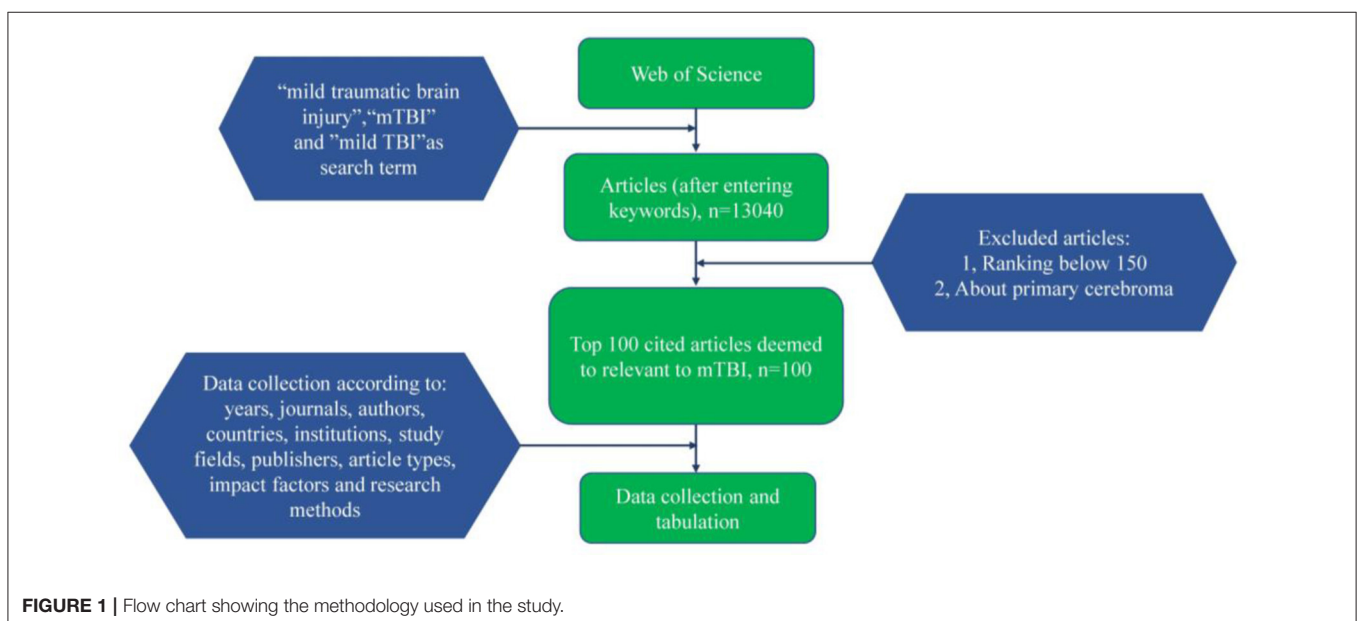 Web of Science
“mild traumatic brain
injury”,“mTBI”
and ”mild TBI”as
search term
Articles (after entering
keywords), n=13040
Excluded articles:
1, Ranking below 150
2, About primary cerebroma
Top 100 cited articles deemed
to relevant to mTBI, n=100
Data collection according to:
years, journals, authors,
countries, institutions, study
fields, publishers, article types,
impact factors and research
methods
Data collection and
tabulation
FIGURE 1 | Flow chart showing the methodology used in the study.